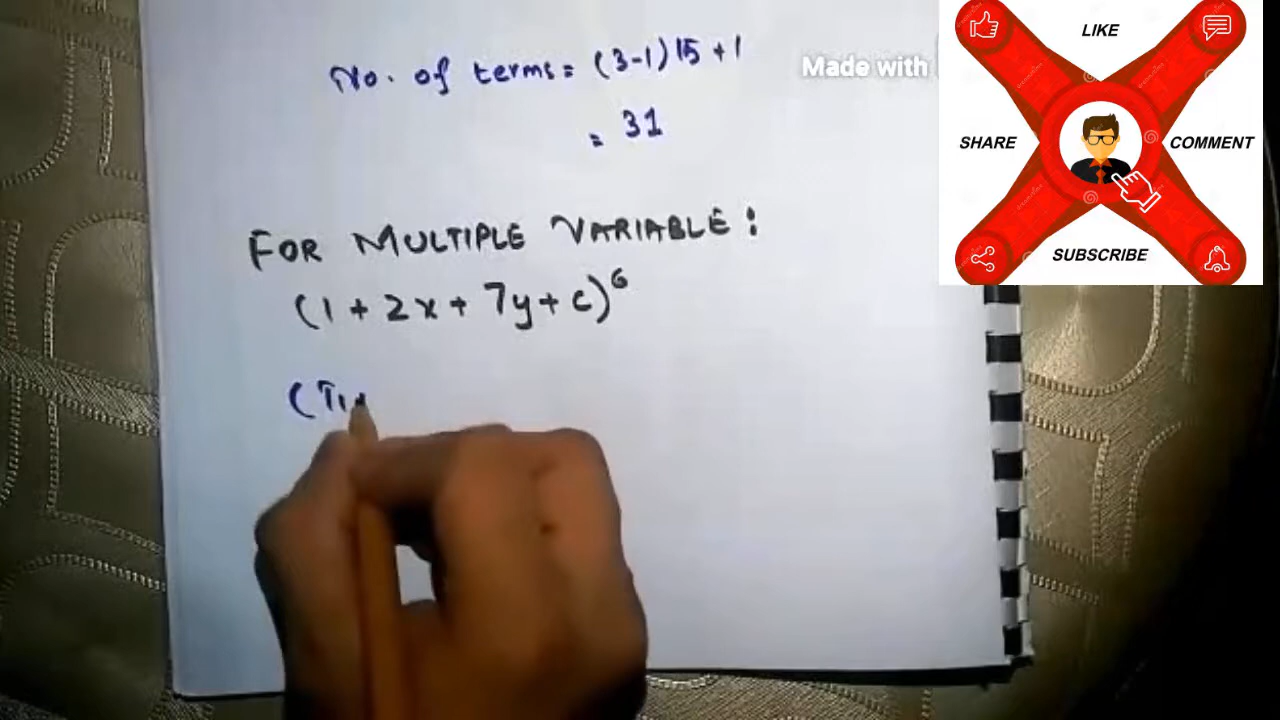 No. of terms = (3-1)15 + 1
= 31
Made with
FOR MULTIPLE VARIABLE:
(1 + 2x + 7y + c)^6
LIKE
SHARE
COMMENT
SUBSCRIBE